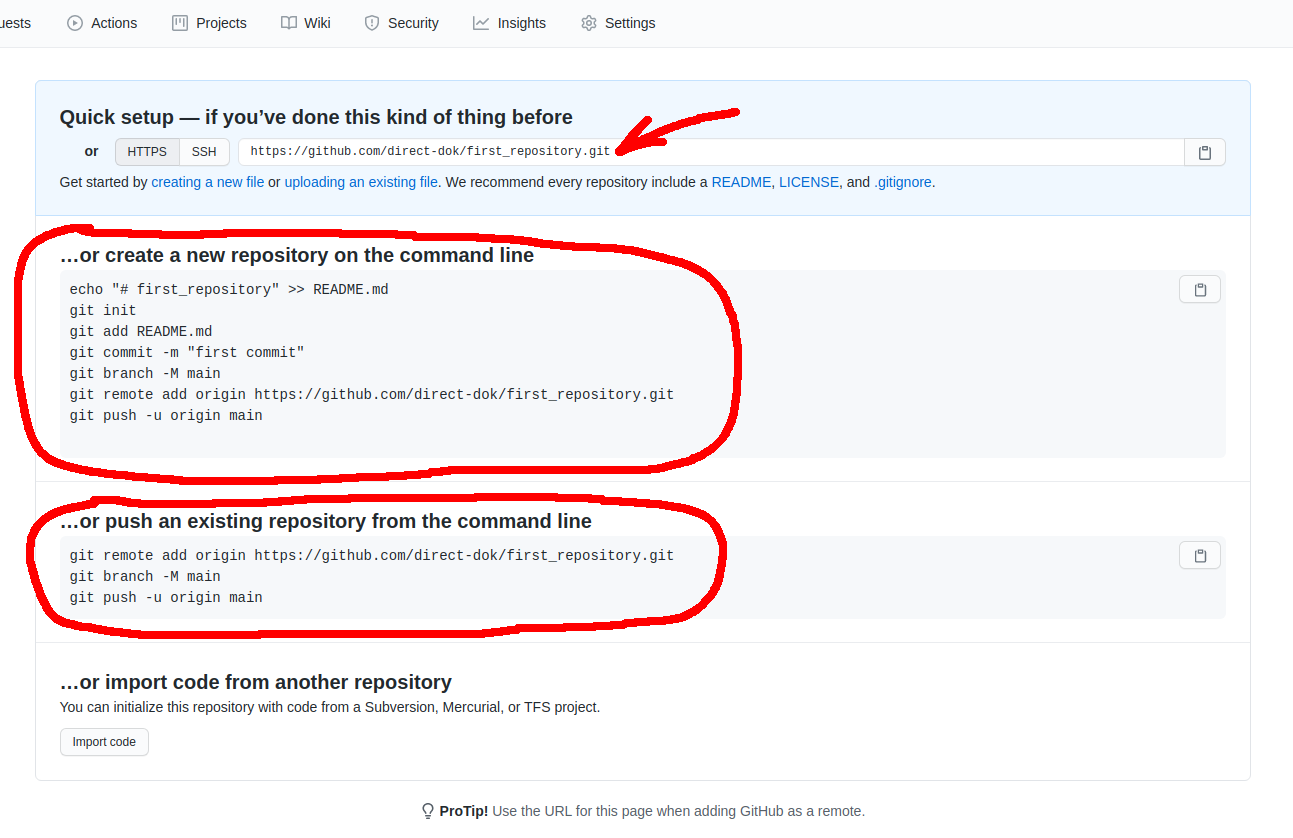 uests Actions Projects Wiki Security Insights Settings
Quick setup — if you’ve done this kind of thing before
or HTTPS SSH https://github.com/direct-dok/first_repository.git
Get started by creating a new file or uploading an existing file. We recommend every repository include a README, LICENSE, and .gitignore.
…or create a new repository on the command line
echo "# first_repository" >> README.md
git init
git add README.md
git commit -m "first commit"
git branch -M main
git remote add origin https://github.com/direct-dok/first_repository.git
git push -u origin main
…or push an existing repository from the command line
git remote add origin https://github.com/direct-dok/first_repository.git
git branch -M main
git push -u origin main
…or import code from another repository
You can initialize this repository with code from a Subversion, Mercurial, or TFS project.
Import code
ProTip! Use the URL for this page when adding GitHub as a remote.